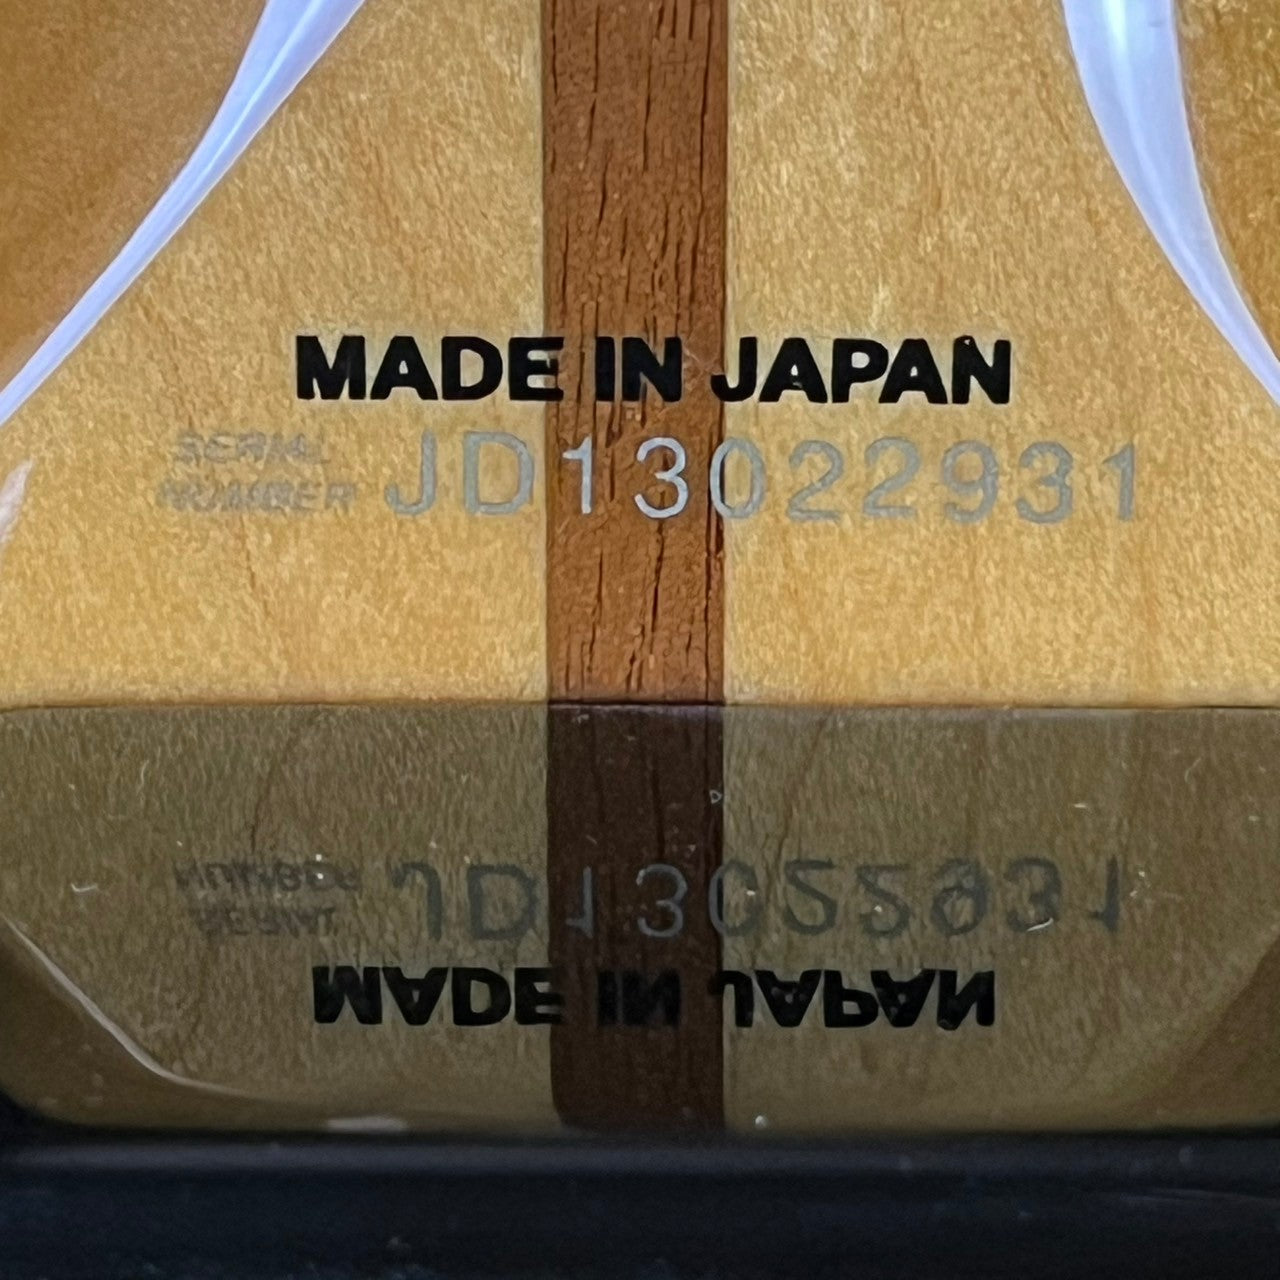 MADE IN JAPAN
SERIAL
NUMBER JD13022931